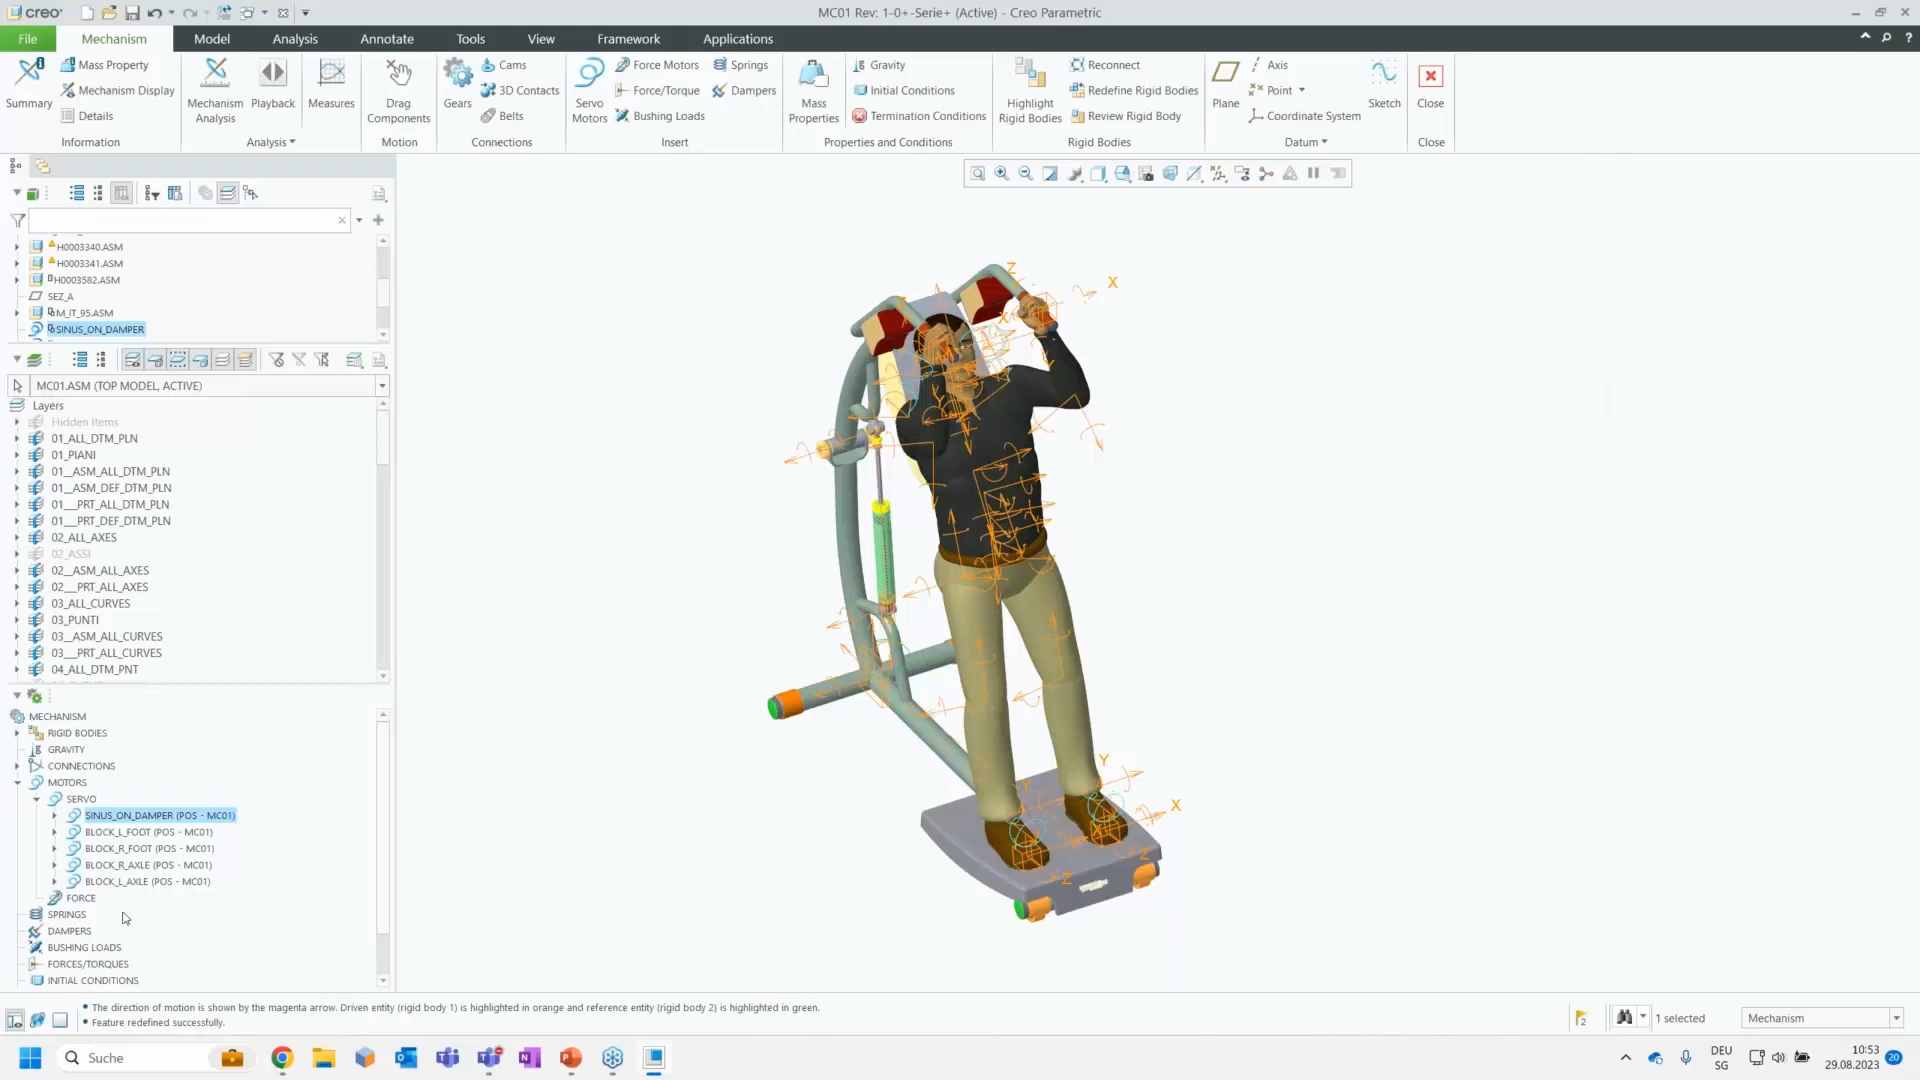 creo
MC01 Rev: 1-0+-Serie+ (Active) - Creo Parametric
File Mechanism Model Analysis Annotate Tools View Framework Applications
Summary
Mass Property
Mechanism Display
Details
Information
Mechanism Analysis
Playback
Measures
Analysis
Drag Components
Motion
Gears
Cams
3D Contacts
Belts
Connections
Servo Motors
Force Motors
Force/Torque
Bushing Loads
Springs
Dampers
Insert
Mass Properties
Gravity
Initial Conditions
Termination Conditions
Properties and Conditions
Highlight Rigid Bodies
Reconnect
Redefine Rigid Bodies
Review Rigid Body
Rigid Bodies
Plane
Axis
Point
Coordinate System
Sketch
Datum
Close
Close
H0003340.ASM
H0003341.ASM
H0003582.ASM
SEZ_A
M_IT_95.ASM
SINUS_ON_DAMPER
MC01.ASM (TOP MODEL, ACTIVE)
Layers
Hidden Items
01_ALL_DTM_PLN
01_PIANI
01__ASM_ALL_DTM_PLN
01__ASM_DEF_DTM_PLN
01___PRT_ALL_DTM_PLN
01___PRT_DEF_DTM_PLN
02_ALL_AXES
02_ASSI
02__ASM_ALL_AXES
02___PRT_ALL_AXES
03_ALL_CURVES
03_PUNTI
03__ASM_ALL_CURVES
03___PRT_ALL_CURVES
04_ALL_DTM_PNT
MECHANISM
RIGID BODIES
GRAVITY
CONNECTIONS
MOTORS
SERVO
SINUS_ON_DAMPER (POS - MC01)
BLOCK_L_FOOT (POS - MC01)
BLOCK_R_FOOT (POS - MC01)
BLOCK_R_AXLE (POS - MC01)
BLOCK_L_AXLE (POS - MC01)
FORCE
SPRINGS
DAMPERS
BUSHING LOADS
FORCES/TORQUES
INITIAL CONDITIONS
Z
X
X
Y
Y
Y
Y
X
X
Z
Z
• The direction of motion is shown by the magenta arrow. Driven entity (rigid body 1) is highlighted in orange and reference entity (rigid body 2) is highlighted in green.
• Feature redefined successfully.
2
1 selected
Mechanism
Suche
DEU
SG
10:53
29.08.2023
20